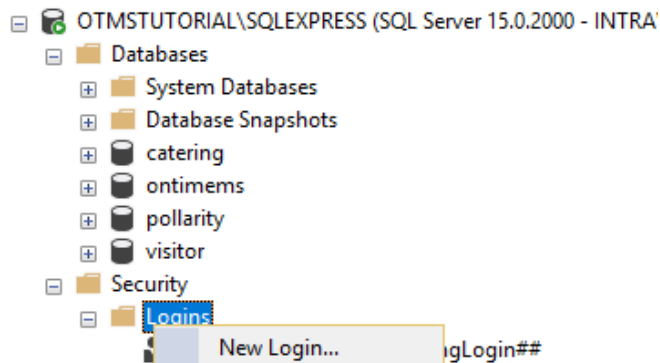 OTMSTUTORIAL\SQLEXPRESS (SQL Server 15.0.2000 - INTRA
Databases
System Databases
Database Snapshots
catering
ontimems
pollarity
visitor
Security
Logins
New Login...
gLogin##